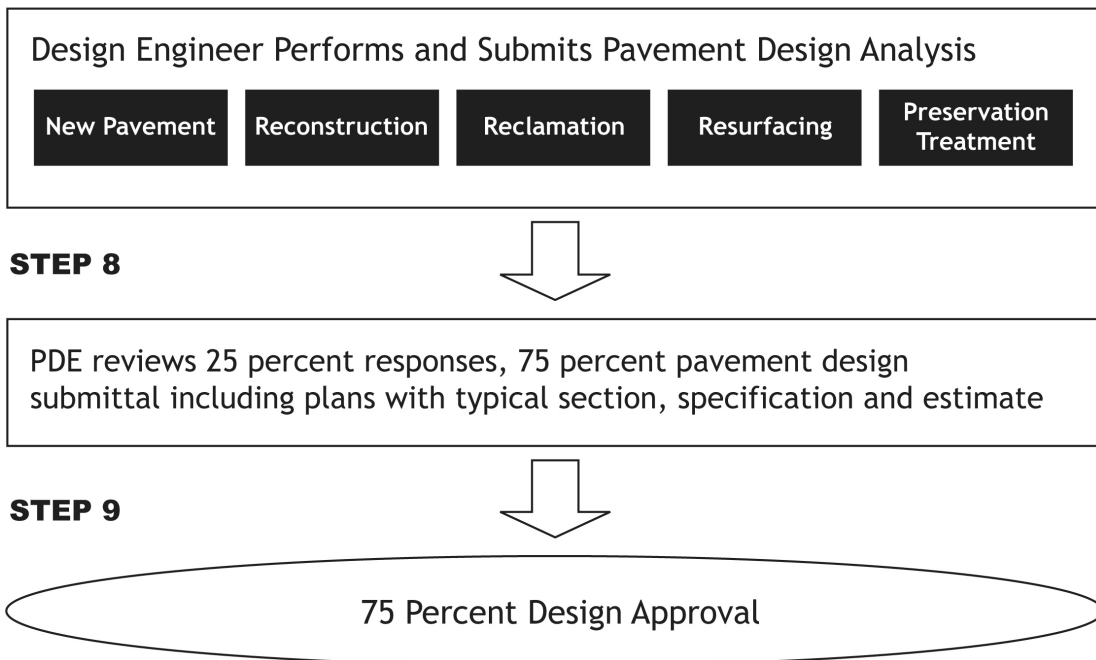 Design Engineer Performs and Submits Pavement Design Analysis
New Pavement
Reconstruction
Reclamation
Resurfacing
Preservation
Treatment
STEP 8
PDE reviews 25 percent responses, 75 percent pavement design
submittal including plans with typical section, specification and estimate
STEP 9
75 Percent Design Approval